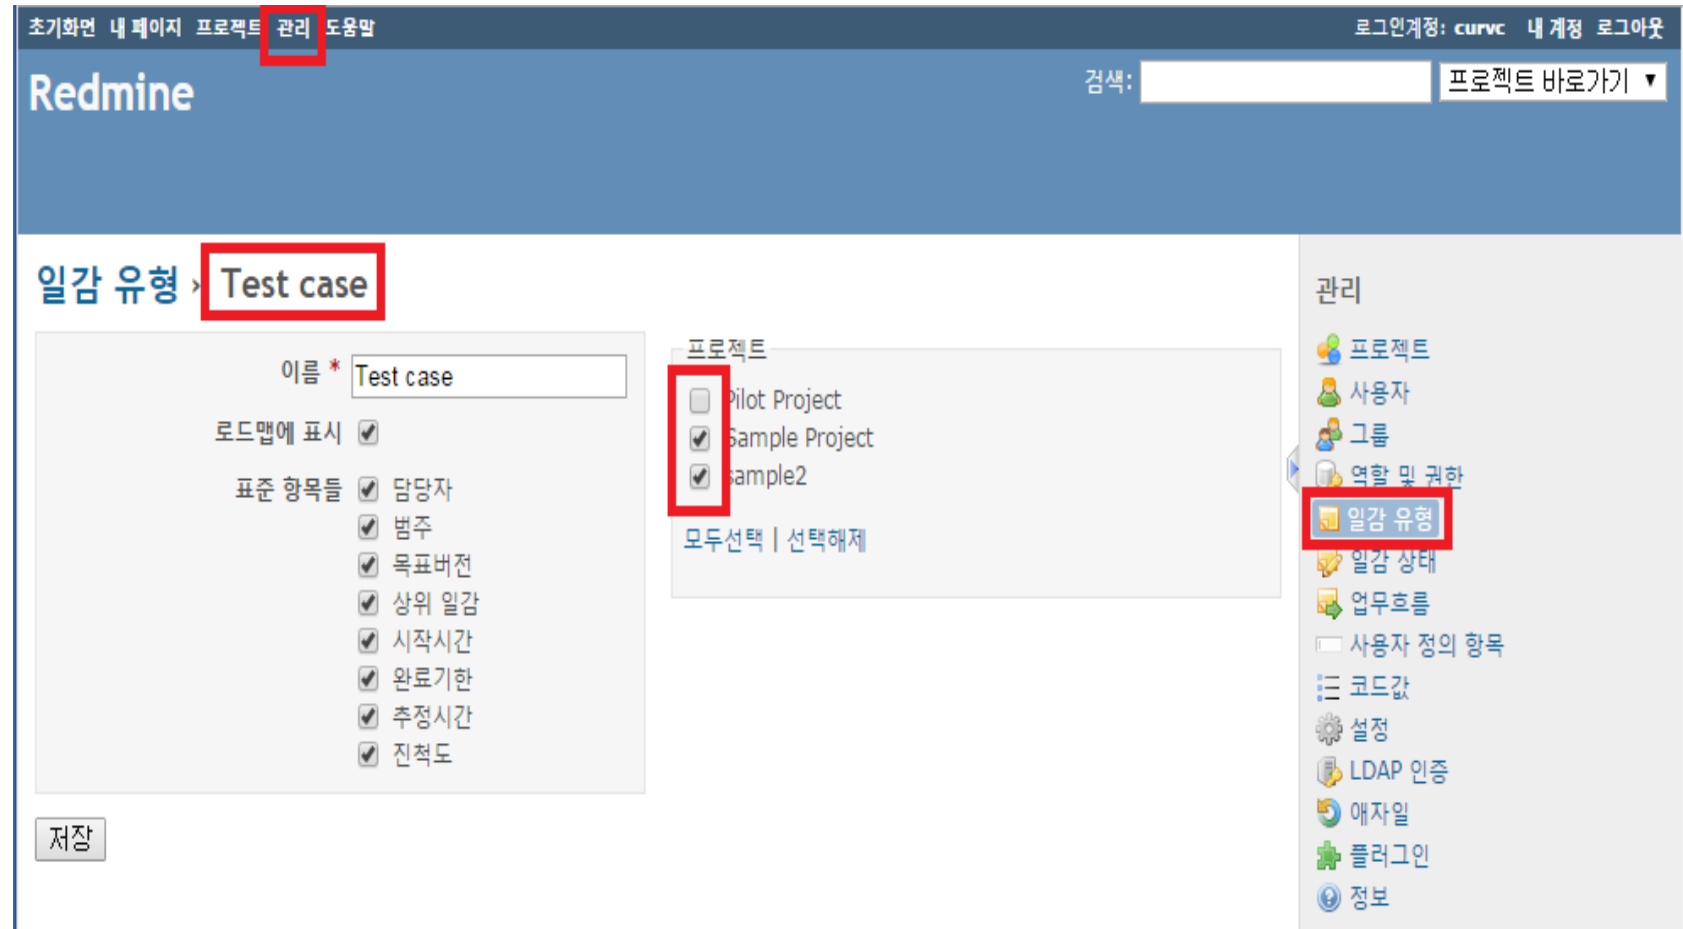 초기화면 내 페이지 프로젝트 관리 도움말
로그인계정: curvc 내 계정 로그아웃
Redmine
검색:
프로젝트 바로가기
일감 유형 › Test case
이름 * Test case
로드맵에 표시
표준 항목들 담당자
범주
목표버전
상위 일감
시작시간
완료기한
추정시간
진척도
저장
프로젝트
Pilot Project
Sample Project
sample2
모두선택 | 선택해제
관리
프로젝트
사용자
그룹
역할 및 권한
일감 유형
일감 상태
업무흐름
사용자 정의 항목
코드값
설정
LDAP 인증
애자일
플러그인
정보